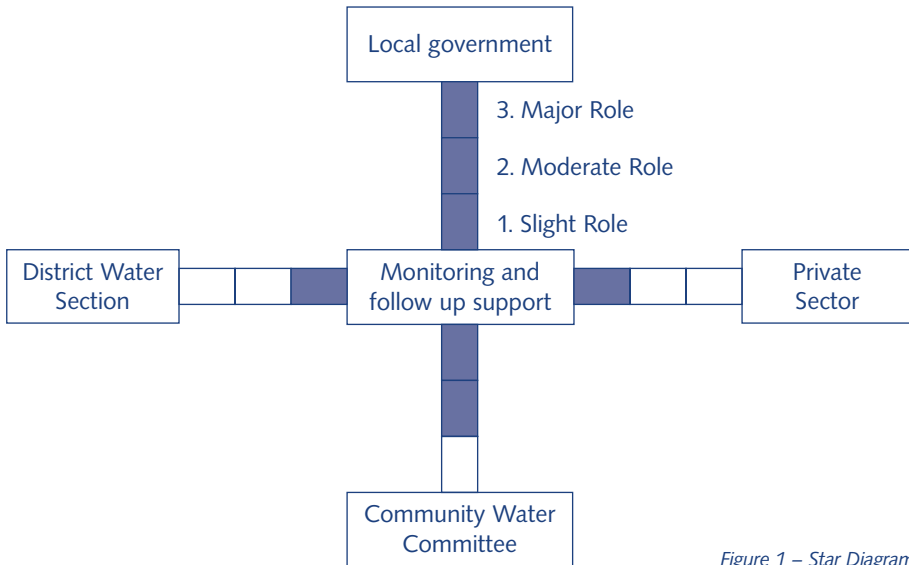 Local government
3. Major Role
2. Moderate Role
1. Slight Role
District Water
Section
Monitoring and
follow up support
Private
Sector
Community Water
Committee
Figure 1 – Star Diagram